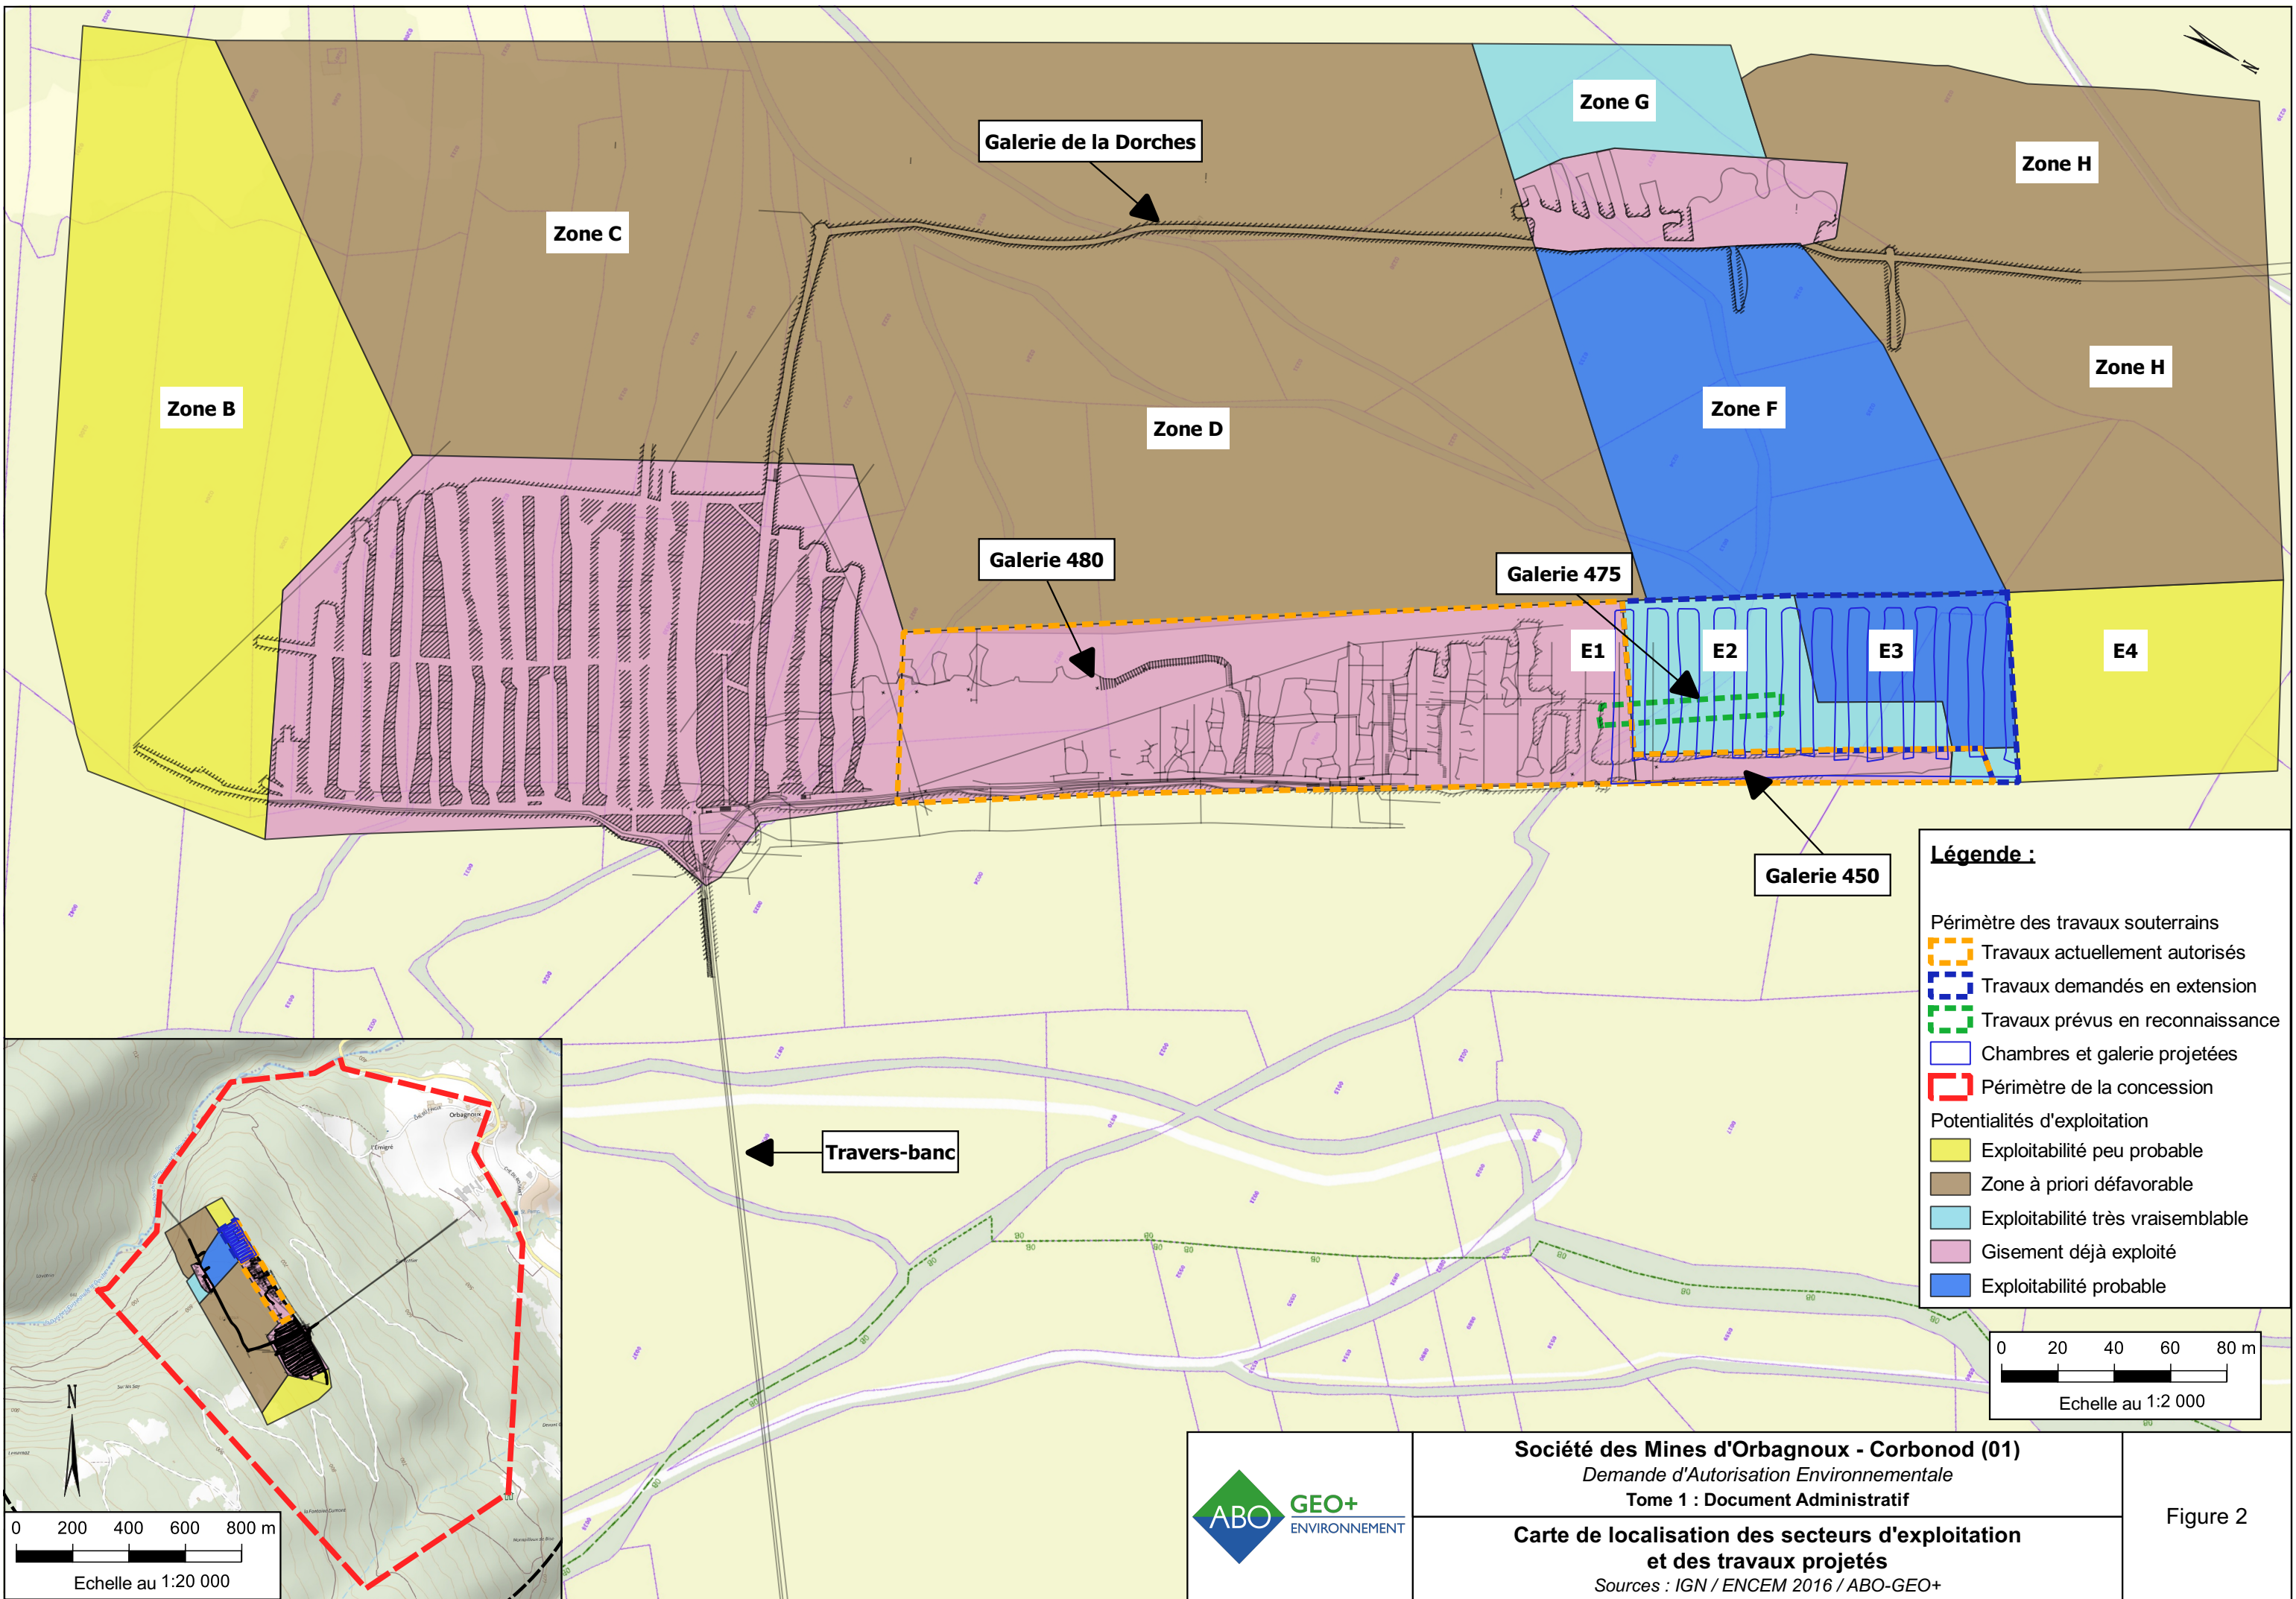 N
Zone G
Galerie de la Dorches
Zone H
Zone C
Zone H
Zone B
Zone F
Zone D
Galerie 480
Galerie 475
E1
E2
E3
E4
Galerie 450
Travers-banc
Légende :
Périmètre des travaux souterrains
Travaux actuellement autorisés
Travaux demandés en extension
Travaux prévus en reconnaissance
Chambres et galerie projetées
Périmètre de la concession
Potentialités d'exploitation
Exploitabilité peu probable
Zone à priori défavorable
Exploitabilité très vraisemblable
Gisement déjà exploité
Exploitabilité probable
0 20 40 60 80 m
Echelle au 1:2 000
Orbagnoux
l'Emigré
N
0 200 400 600 800 m
Echelle au 1:20 000
ABO
GEO+
ENVIRONNEMENT
Société des Mines d'Orbagnoux - Corbonod (01)
Demande d'Autorisation Environnementale
Tome 1 : Document Administratif
Carte de localisation des secteurs d'exploitation
et des travaux projetés
Sources : IGN / ENCEM 2016 / ABO-GEO+
Figure 2